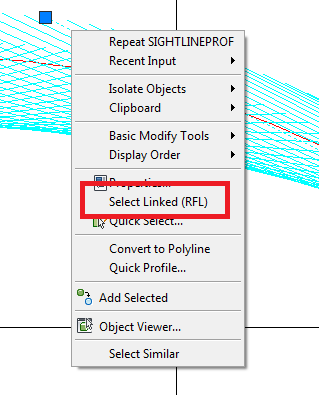 Repeat SIGHTLINEPROF
Recent Input
Isolate Objects
Clipboard
Basic Modify Tools
Display Order
Properties...
Select Linked (RFL)
Quick Select...
Convert to Polyline
Quick Profile...
Add Selected
Object Viewer...
Select Similar